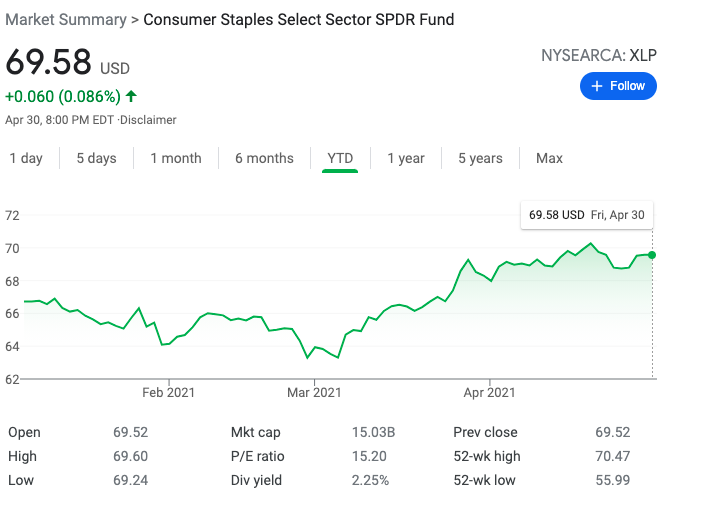 Market Summary > Consumer Staples Select Sector SPDR Fund
69.58 USD
NYSEARCA: XLP
+0.060 (0.086%)
+ Follow
Apr 30, 8:00 PM EDT ·Disclaimer
1 day 5 days 1 month 6 months YTD 1 year 5 years Max
69.58 USD Fri, Apr 30
72
70
68
66
64
62
Feb 2021 Mar 2021 Apr 2021
Open 69.52 Mkt cap 15.03B Prev close 69.52
High 69.60 P/E ratio 15.20 52-wk high 70.47
Low 69.24 Div yield 2.25% 52-wk low 55.99